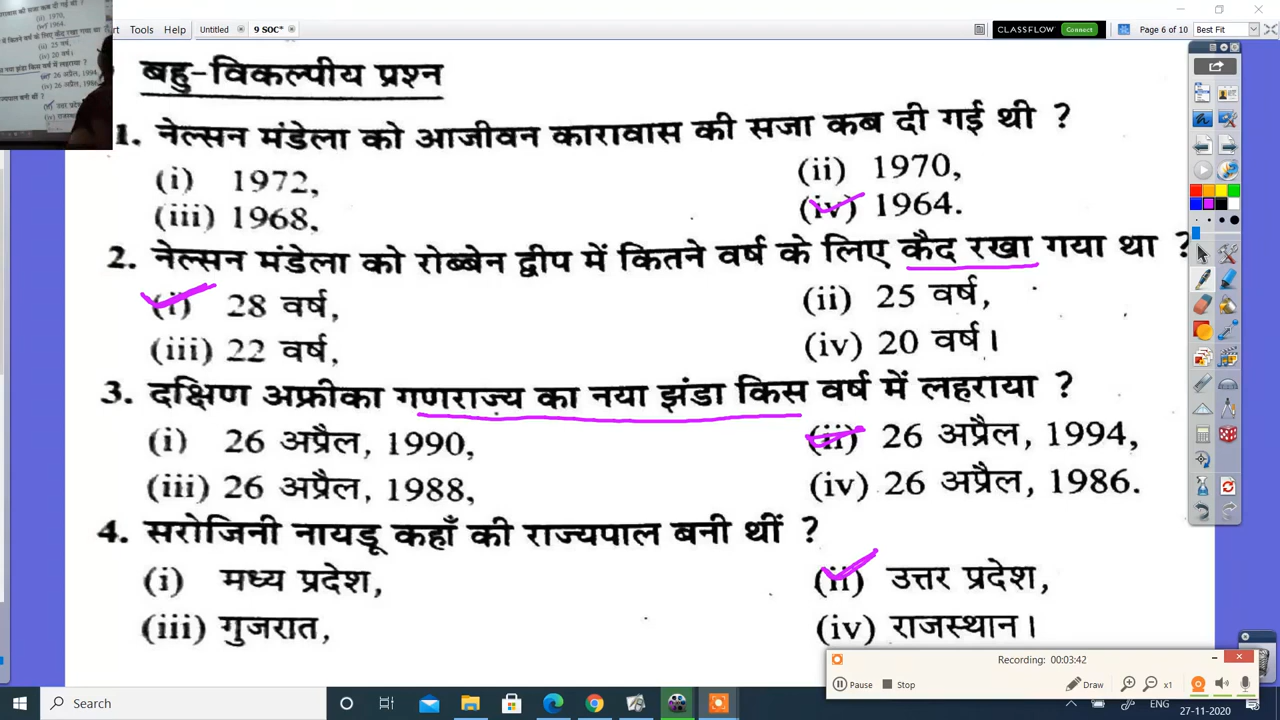 Tools Help Untitled 9 SOC* CLASSFLOW Connect Page 6 of 10 Best Fit
बहु-विकल्पीय प्रश्न
1. नेल्सन मंडेला को आजीवन कारावास की सजा कब दी गई थी ?
(i) 1972, (ii) 1970,
(iii) 1968, (iv) 1964.
2. नेल्सन मंडेला को रोब्बेन द्वीप में कितने वर्ष के लिए कैद रखा गया था ?
(i) 28 वर्ष, (ii) 25 वर्ष,
(iii) 22 वर्ष, (iv) 20 वर्ष।
3. दक्षिण अफ्रीका गणराज्य का नया झंडा किस वर्ष में लहराया ?
(i) 26 अप्रैल, 1990, (ii) 26 अप्रैल, 1994,
(iii) 26 अप्रैल, 1988, (iv) 26 अप्रैल, 1986.
4. सरोजिनी नायडू कहाँ की राज्यपाल बनी थीं ?
(i) मध्य प्रदेश, (ii) उत्तर प्रदेश,
(iii) गुजरात, (iv) राजस्थान।
Recording: 00:03:42
Pause Stop Draw x1
Search ENG
27-11-2020